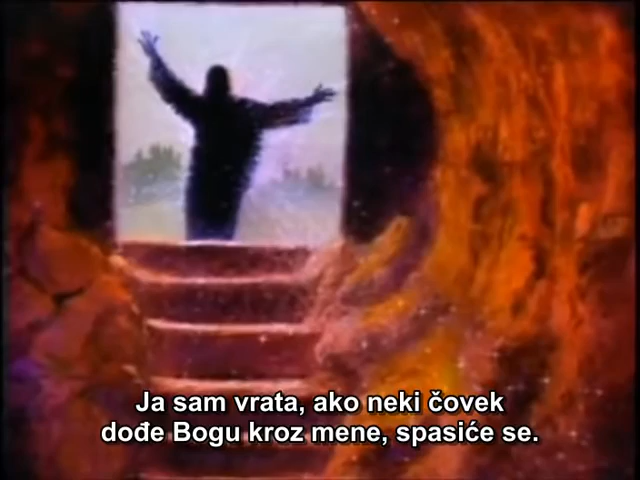 Ja sam vrata, ako neki čovek
dođe Bogu kroz mene, spasiće se.